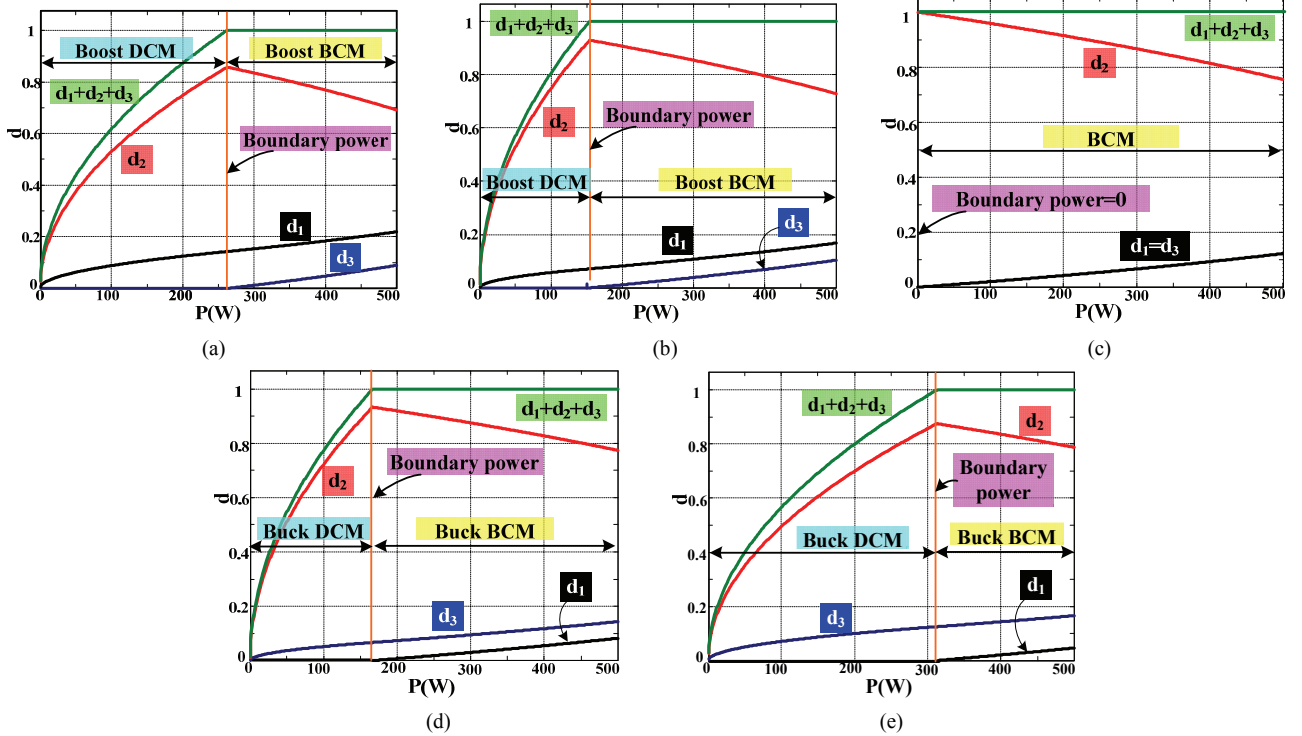 d₁+d₂+d₃
1
0.8
0.6
0.4
0.2
0
d
Boost DCM
Boost BCM
d₂
Boundary power
d₁
d₃
0 100 200 300 400 500
P(W)
(a)
d₁+d₂+d₃
1
0.8
0.6
0.4
0.2
0
d
d₂
Boundary power
Boost DCM
Boost BCM
d₃
d₁
0 100 200 300 400 500
P(W)
(b)
1
0.8
0.6
0.4
0.2
0
d
d₁+d₂+d₃
d₂
BCM
Boundary power=0
d₁=d₃
0 100 200 300 400 500
P(W)
(c)
1
0.8
0.6
0.4
0.2
0
d
d₁+d₂+d₃
d₂
Boundary power
Buck DCM
Buck BCM
d₁
d₃
0 100 200 300 400 500
P(W)
(d)
1
0.8
0.6
0.4
0.2
0
d
d₁+d₂+d₃
d₂
Boundary
power
Buck DCM
Buck BCM
d₁
d₃
0 100 200 300 400 500
P(W)
(e)